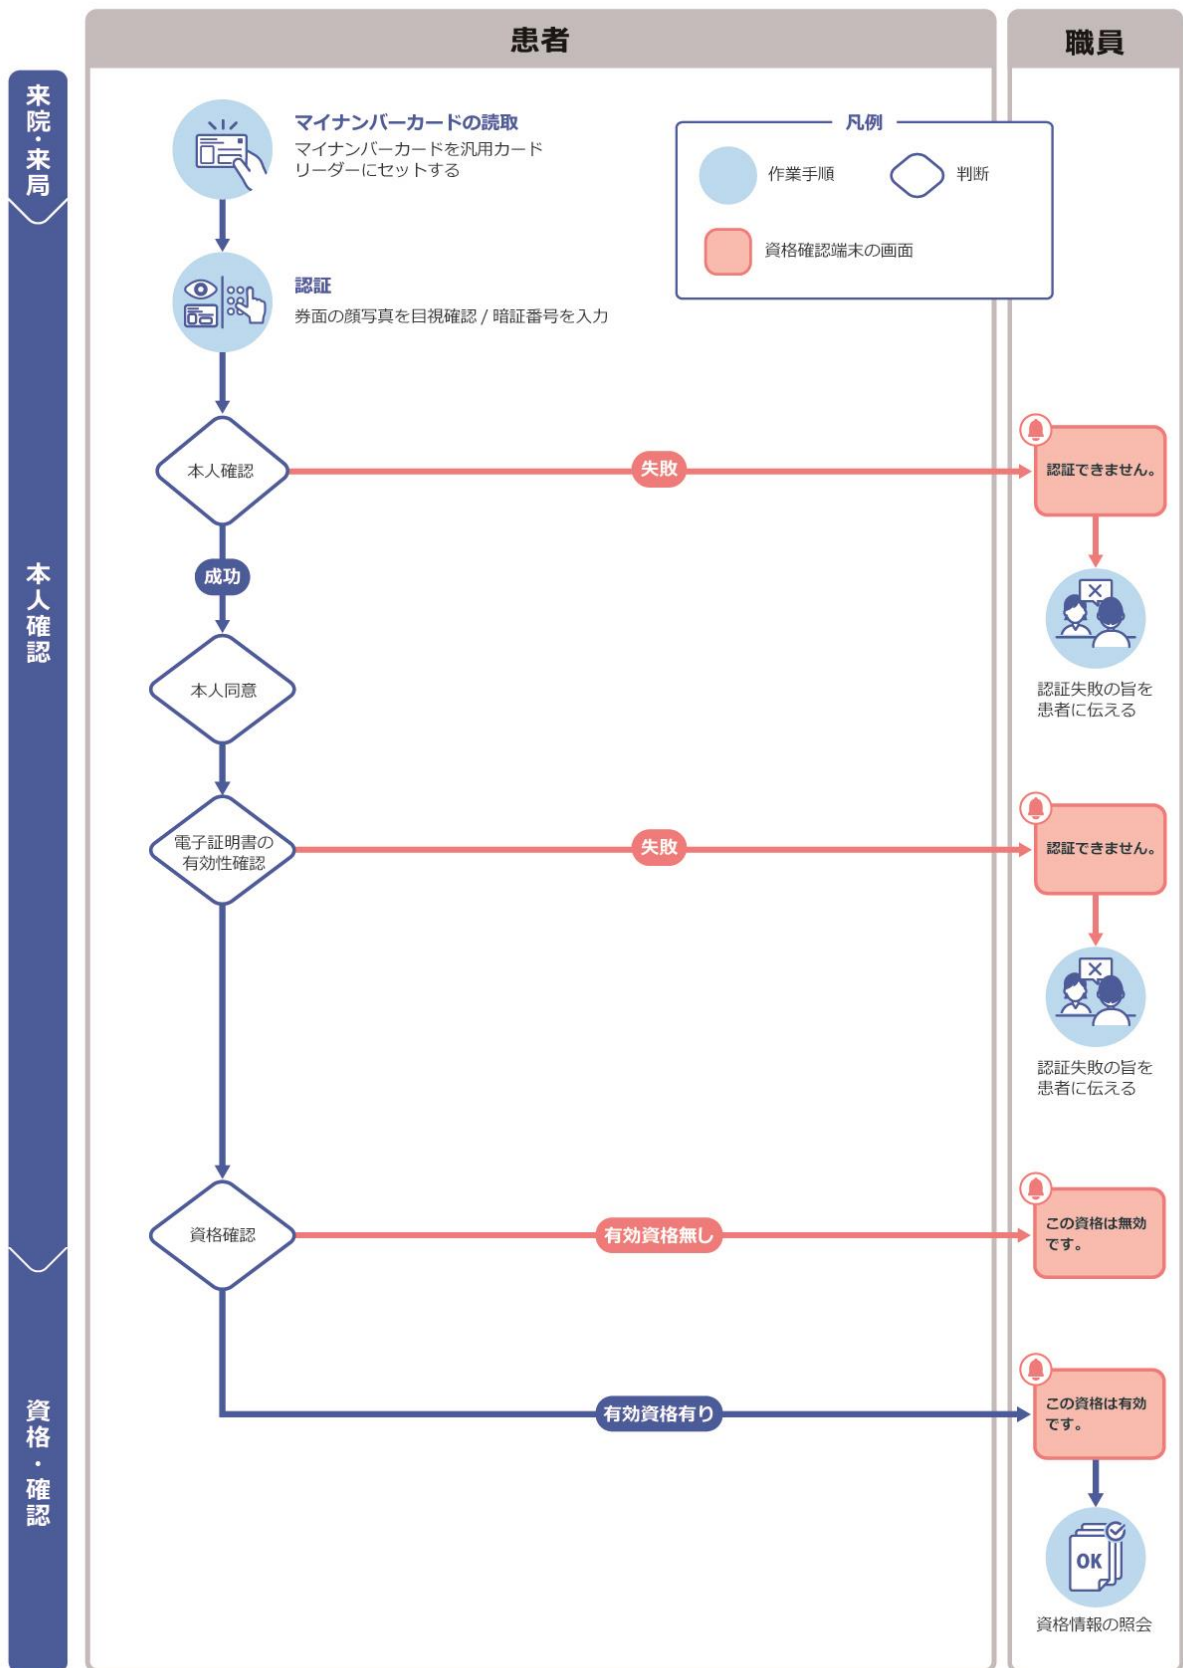 患者
職員
来院・来局
マイナンバーカードの読取
マイナンバーカードを汎用カード
リーダーにセットする
凡例
作業手順
判断
資格確認端末の画面
認証
券面の顔写真を目視確認 / 暗証番号を入力
本人確認
本人確認
失敗
認証できません。
成功
認証失敗の旨を
患者に伝える
本人同意
電子証明書の
有効性確認
失敗
認証できません。
認証失敗の旨を
患者に伝える
資格確認
有効資格無し
この資格は無効
です。
資格・確認
有効資格有り
この資格は有効
です。
OK
資格情報の照会